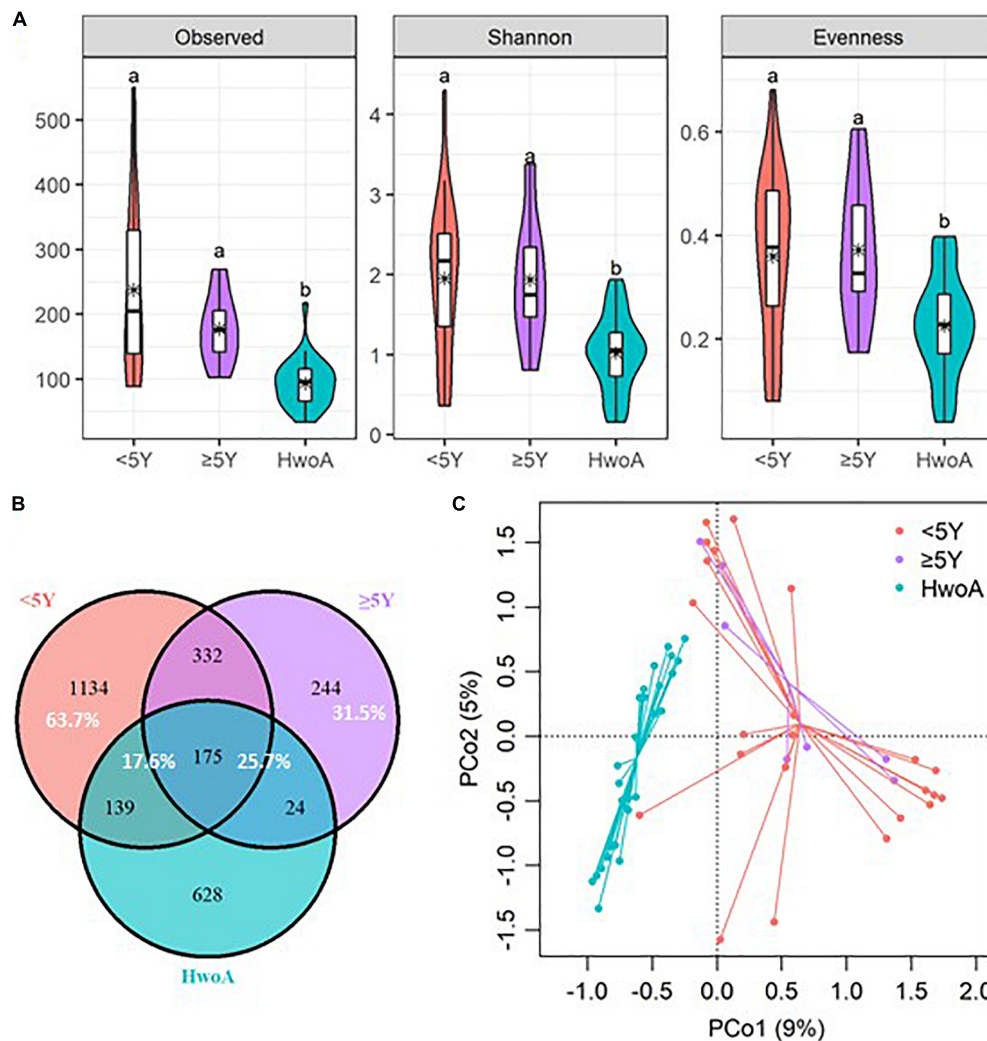 A
Observed
Shannon
Evenness
a
a
b
a
a
b
a
a
b
500
400
300
200
100
4
3
2
1
0
0.6
0.4
0.2
<5Y
≥5Y
HwoA
<5Y
≥5Y
HwoA
<5Y
≥5Y
HwoA
B
<5Y
≥5Y
332
1134
244
63.7%
31.5%
17.6%
175
25.7%
139
24
628
HwoA
C
<5Y
≥5Y
HwoA
PCo2 (5%)
1.5
1.0
0.5
0.0
-0.5
-1.0
-1.5
-1.0
-0.5
0.0
0.5
1.0
1.5
2.0
PCo1 (9%)